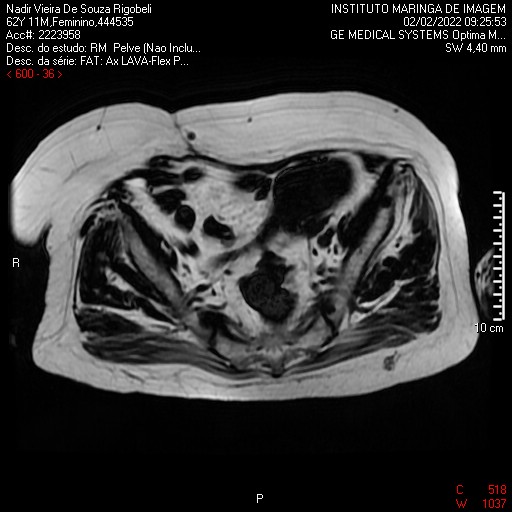 Nadir Vieira De Souza Rigobeli
62Y 11M,Feminino,444535
Acc#: 2223958
Desc. do estudo: RM  Pelve (Nao Inclu...
Desc. da série: FAT: Ax LAVA-Flex P...
< 600 - 36 >
INSTITUTO MARINGA DE IMAGEM
02/02/2022 09:25:53
GE MEDICAL SYSTEMS Optima M...
SW 4,40 mm
R
10 cm
P
C 518
W 1037